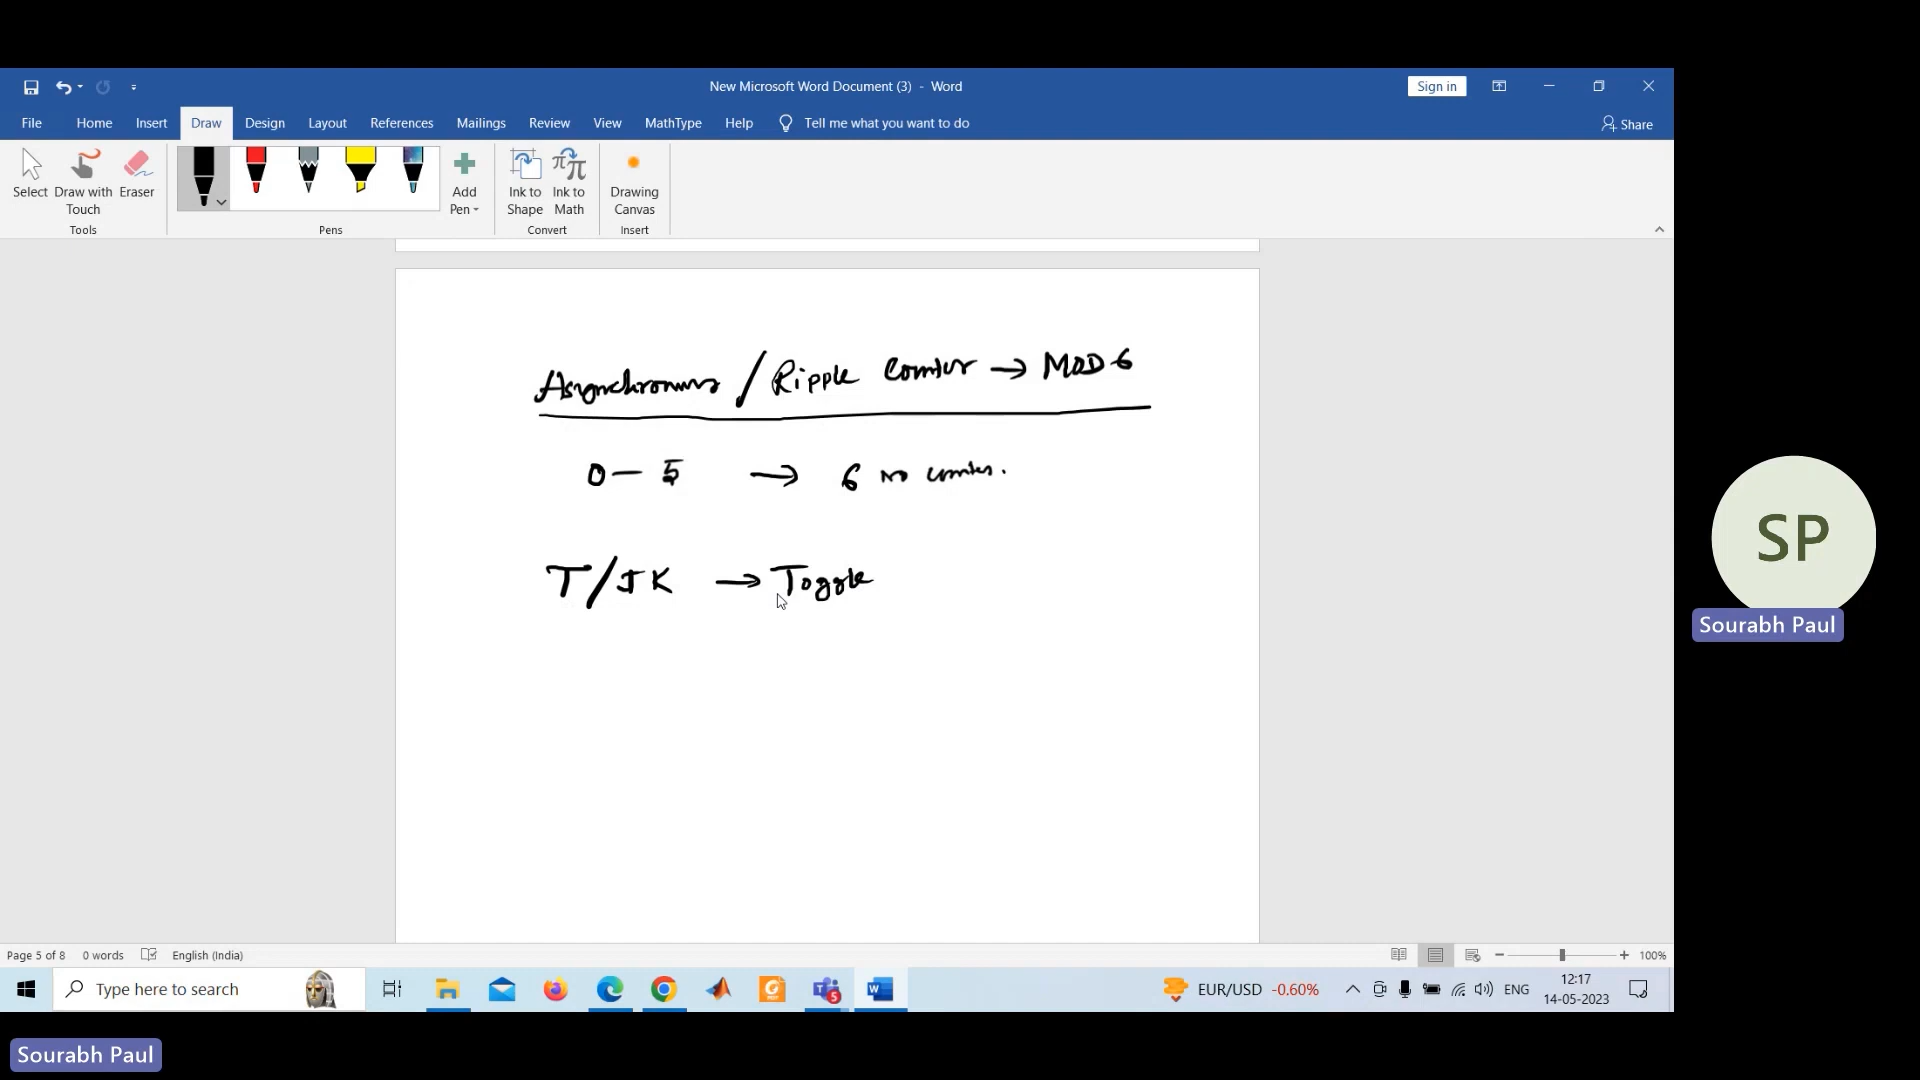 New Microsoft Word Document (3) - Word
Sign in
File Home Insert Draw Design Layout References Mailings Review View MathType Help Tell me what you want to do
Share
Select Draw with Touch Eraser
Add Pen
Ink to Shape Ink to Math
Drawing Canvas
Tools Pens Convert Insert
Asynchronous / Ripple Counter → MOD 6
0 — 5 → 6 no counter.
T/JK → Toggle
SP
Sourabh Paul
Page 5 of 8 0 words English (India)
100%
Type here to search
EUR/USD -0.60%
ENG
12:17
14-05-2023
Sourabh Paul